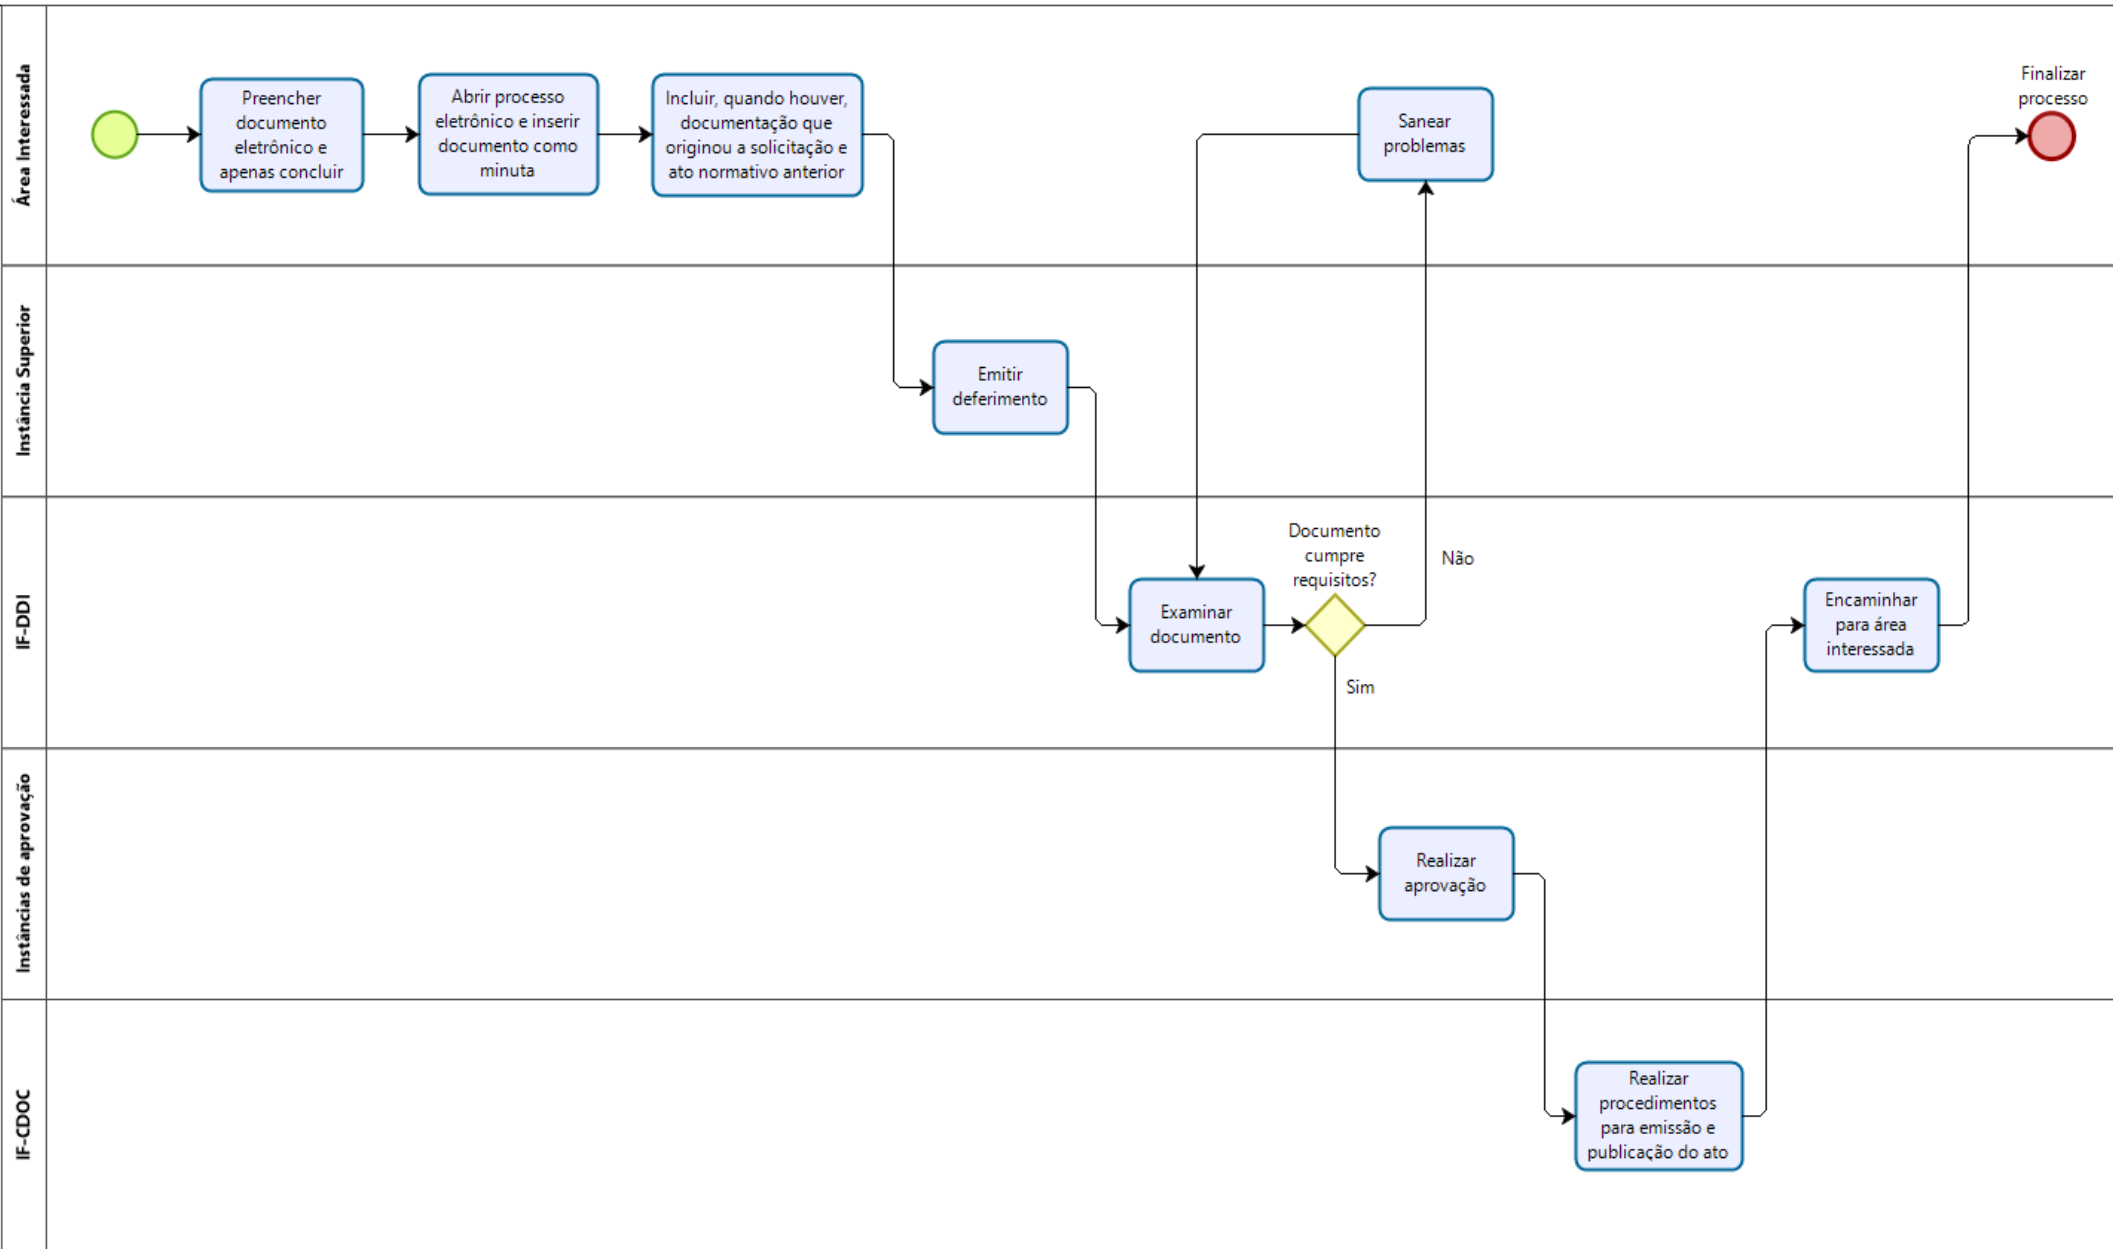 Área Interessada
Preencher
documento
eletrônico e
apenas concluir
Abrir processo
eletrônico e inserir
documento como
minuta
Incluir, quando houver,
documentação que
originou a solicitação e
ato normativo anterior
Sanear
problemas
Finalizar
processo
Instância Superior
Emitir
deferimento
IF-DDI
Examinar
documento
Documento
cumpre
requisitos?
Não
Sim
Encaminhar
para área
interessada
Instâncias de aprovação
Realizar
aprovação
IF-CDOC
Realizar
procedimentos
para emissão e
publicação do ato